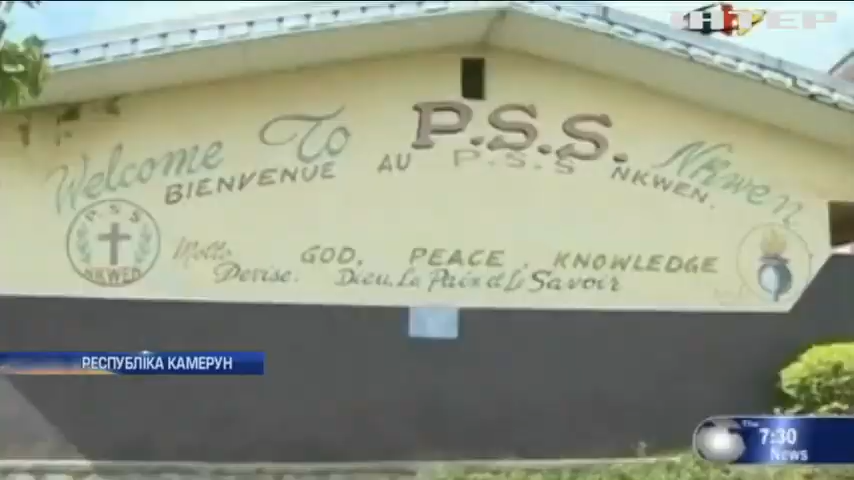 ІНТЕР
Welcome To P.S.S. Nkwen
BIENVENUE AU P.S.S NKWEN.
P S S
NKWEN
Motto GOD, PEACE, KNOWLEDGE
Devise. Dieu, La Paix et Le Savoir
РЕСПУБЛІКА КАМЕРУН
7:30
News